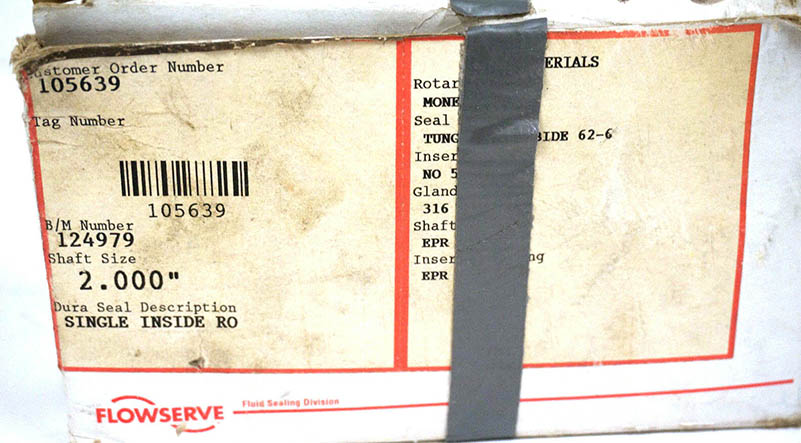 Customer Order Number
105639
Tag Number
105639
B/M Number
124979
Shaft Size
2.000"
Dura Seal Description
SINGLE INSIDE RO
ERIALS
Rotar
MONE
Seal
TUNG BIDE 62-6
Inser
NO 5
Gland
316
Shaft
EPR
Inser ng
EPR
FLOWSERVE
Fluid Sealing Division